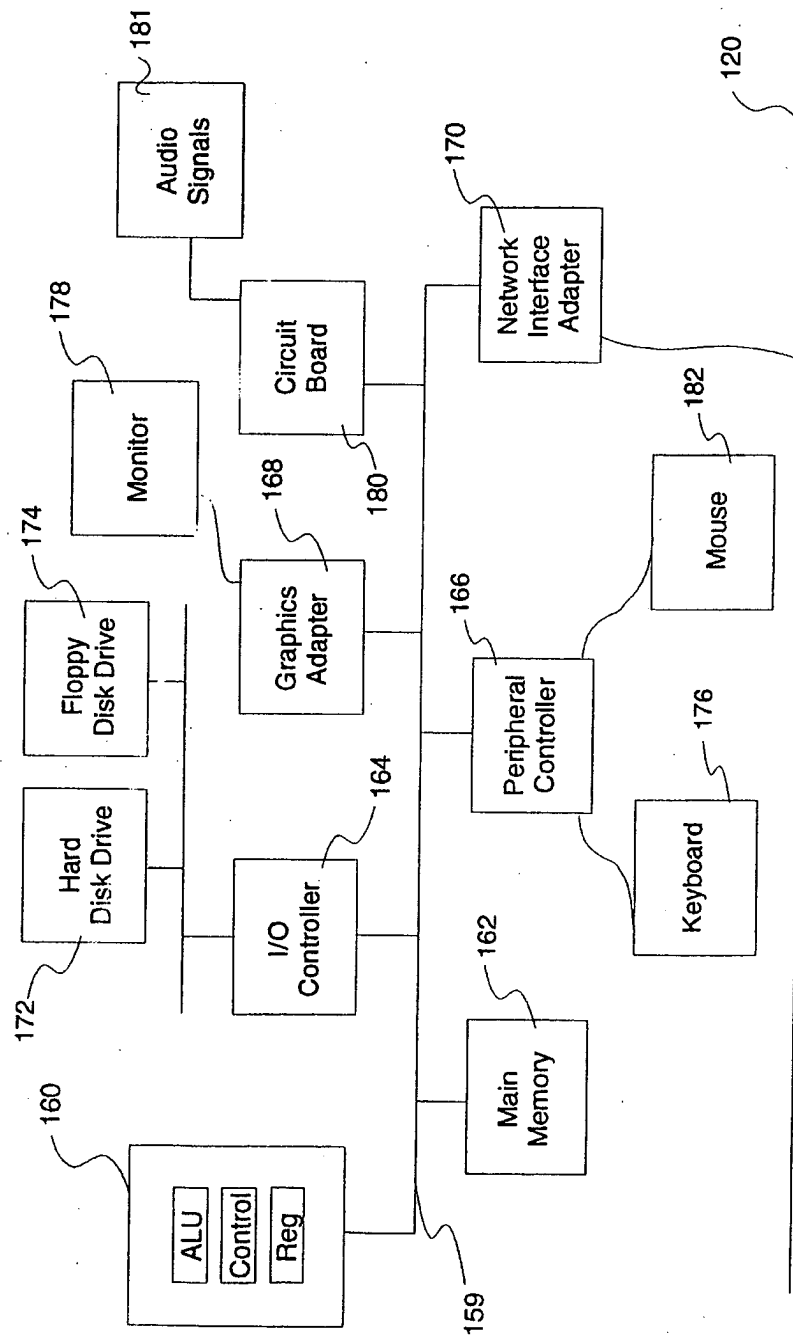 160
ALU
Control
Reg
159
172
Hard
Disk Drive
174
Floppy
Disk Drive
178
Monitor
181
Audio
Signals
I/O
Controller
164
Graphics
Adapter
168
Circuit
Board
180
Main
Memory
162
Peripheral
Controller
166
Network
Interface
Adapter
170
Keyboard
176
Mouse
182
120